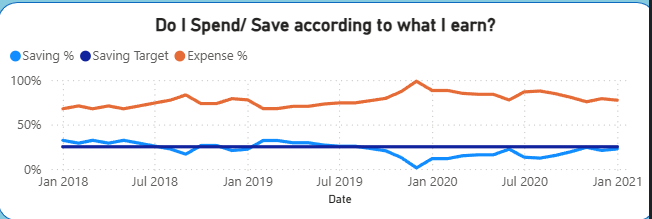 Do I Spend/ Save according to what I earn?
Saving % Saving Target Expense %
100%
50%
0%
Jan 2018 Jul 2018 Jan 2019 Jul 2019 Jan 2020 Jul 2020 Jan 2021
Date